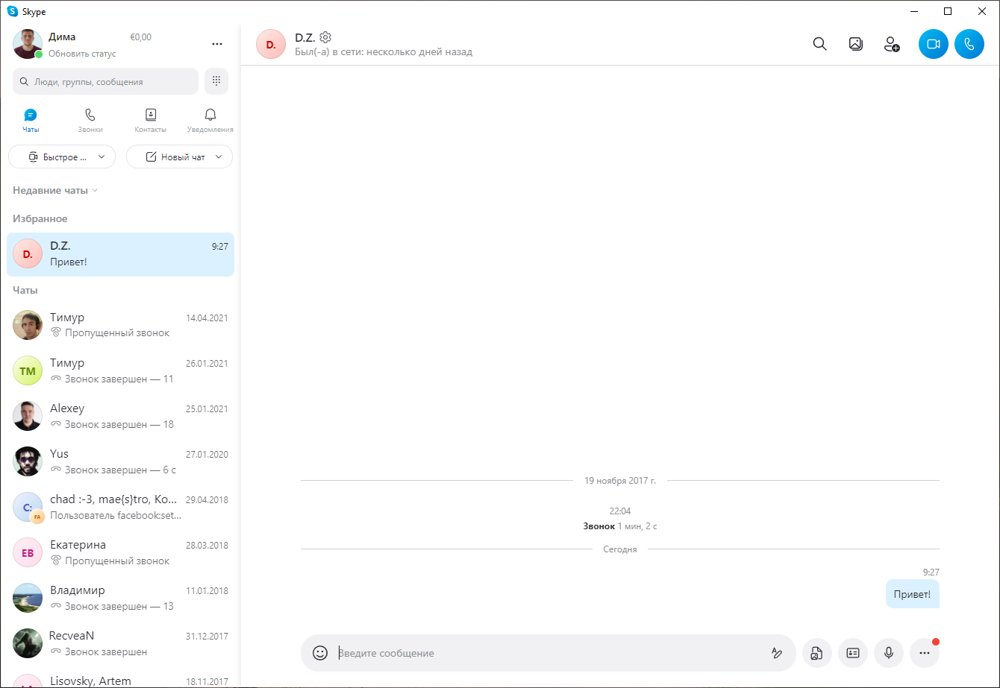 Skype
Дима
€0,00
Обновить статус
Люди, группы, сообщения
Чаты
Звонки
Контакты
Уведомления
Быстрое ...
Новый чат
Недавние чаты
Избранное
D.
D.Z.
9:27
Привет!
Чаты
Тимур
14.04.2021
Пропущенный звонок
TM
Тимур
26.01.2021
Звонок завершен — 11
Alexey
25.01.2021
Звонок завершен — 18
Yus
27.01.2020
Звонок завершен — 6 с
C:
FA
chad :-3, mae{s}tro, Ко...
29.04.2018
Пользователь facebook:set...
ЕВ
Екатерина
28.03.2018
Пропущенный звонок
Владимир
11.01.2018
Звонок завершен — 13
RecveaN
31.12.2017
Звонок завершен
Lisovsky, Artem
18.11.2017
D.
D.Z.
Был(-а) в сети: несколько дней назад
19 ноября 2017 г.
22:04
Звонок 1 мин, 2 с
Сегодня
9:27
Привет!
Введите сообщение